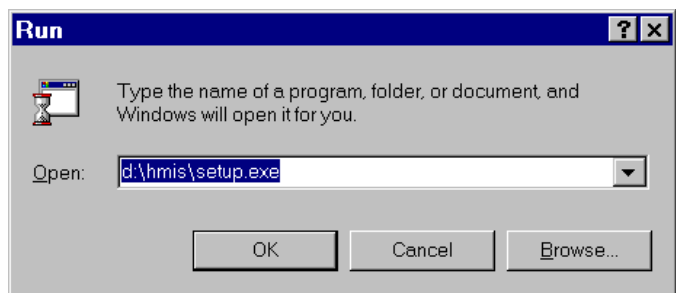 Run
Type the name of a program, folder, or document, and
Windows will open it for you.
Open: d:\hmis\setup.exe
OK Cancel Browse...